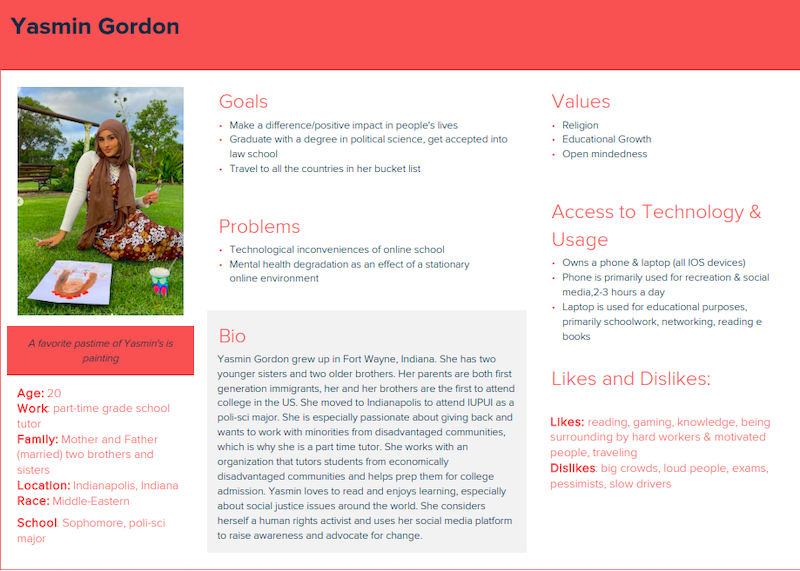 Yasmin Gordon
A favorite pastime of Yasmin's is
painting
Age: 20
Work: part-time grade school
tutor
Family: Mother and Father
(married) two brothers and
sisters
Location: Indianapolis, Indiana
Race: Middle-Eastern
School: Sophomore, poli-sci
major
Goals
• Make a difference/positive impact in people's lives
• Graduate with a degree in political science, get accepted into
law school
• Travel to all the countries in her bucket list
Problems
• Technological inconveniences of online school
• Mental health degradation as an effect of a stationary
online environment
Bio
Yasmin Gordon grew up in Fort Wayne, Indiana. She has two
younger sisters and two older brothers. Her parents are both first
generation immigrants, her and her brothers are the first to attend
college in the US. She moved to Indianapolis to attend IUPUI as a
poli-sci major. She is especially passionate about giving back and
wants to work with minorities from disadvantaged communities,
which is why she is a part time tutor. She works with an
organization that tutors students from economically
disadvantaged communities and helps prep them for college
admission. Yasmin loves to read and enjoys learning, especially
about social justice issues around the world. She considers
herself a human rights activist and uses her social media platform
to raise awareness and advocate for change.
Values
• Religion
• Educational Growth
• Open mindedness
Access to Technology &
Usage
• Owns a phone & laptop (all IOS devices)
• Phone is primarily used for recreation & social
media,2-3 hours a day
• Laptop is used for educational purposes,
primarily schoolwork, networking, reading e
books
Likes and Dislikes:
Likes: reading, gaming, knowledge, being
surrounding by hard workers & motivated
people, traveling
Dislikes: big crowds, loud people, exams,
pessimists, slow drivers